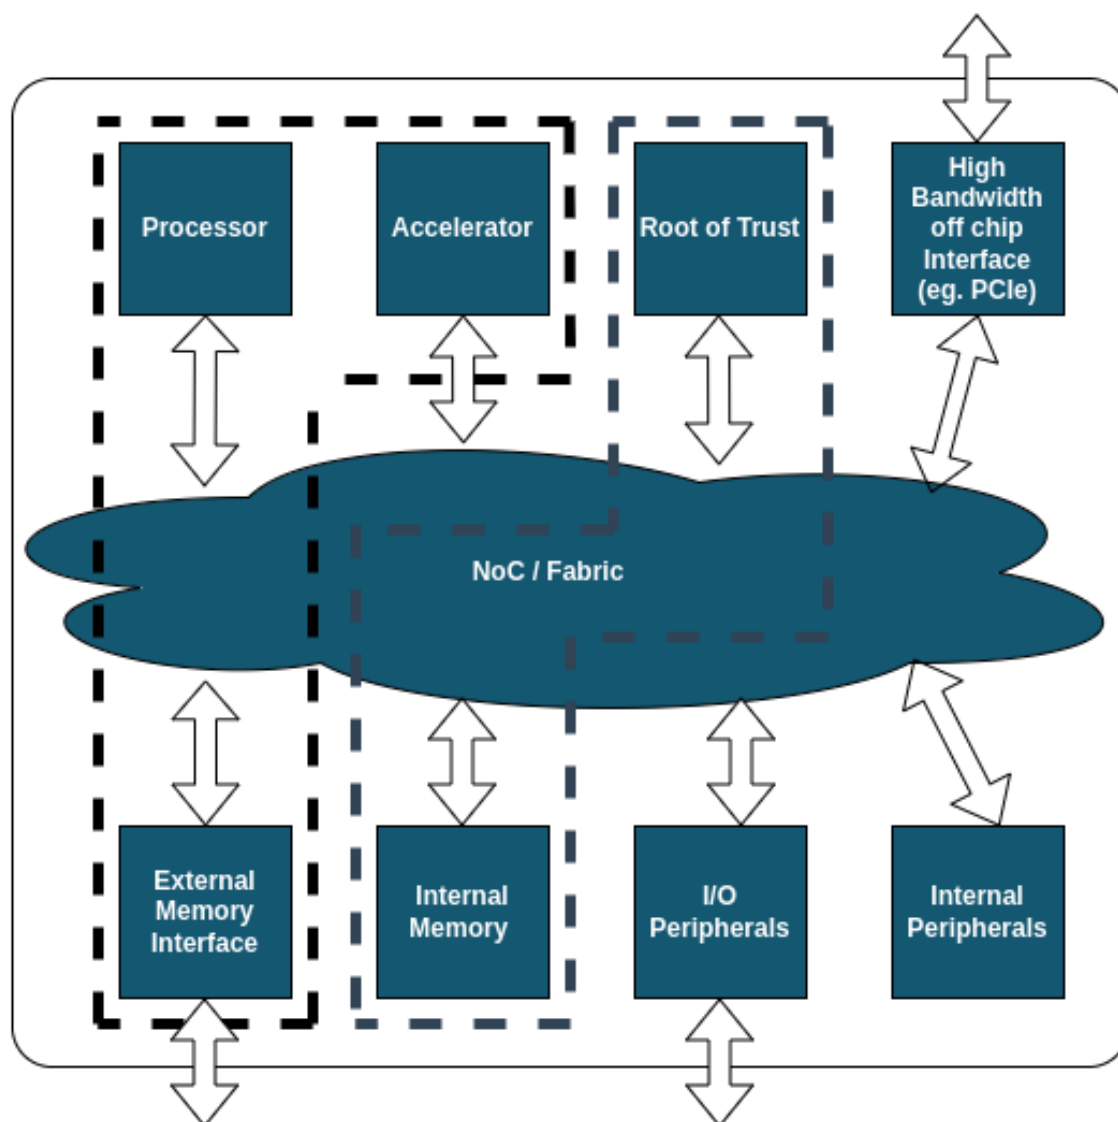 Processor
Accelerator
Root of Trust
High
Bandwidth
off chip
Interface
(eg. PCIe)
NoC / Fabric
External
Memory
Interface
Internal
Memory
I/O
Peripherals
Internal
Peripherals